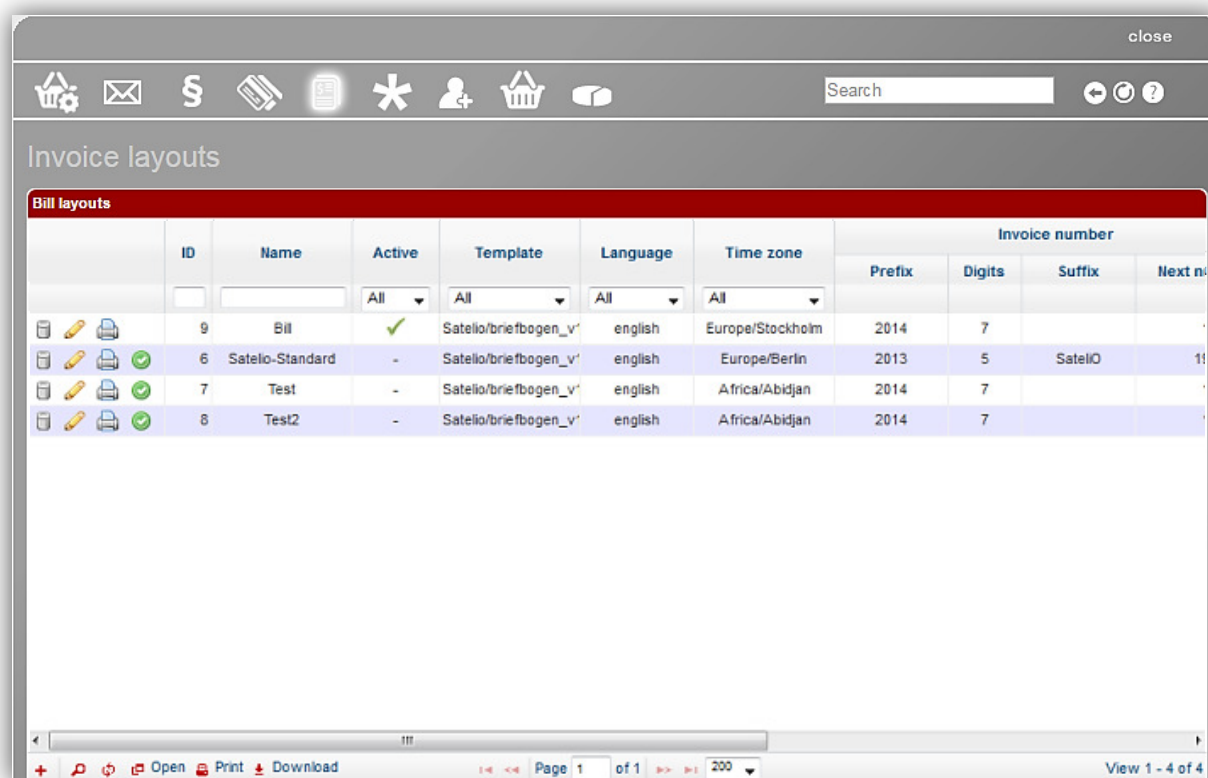 close
§ Search ?
Invoice layouts
Bill layouts
Invoice number
ID Name Active Template Language Time zone
Prefix Digits Suffix
All All All All
9 Bill Satelio/briefbogen_v english Europe/Stockholm 2014 7
6 Satelio-Standard - Satelio/briefbogen_v english Europe/Berlin 2013 5 SateliO
7 Test - Satelio/briefbogen_v english Africa/Abidjan 2014 7
8 Test2 - Satelio/briefbogen_v english Africa/Abidjan 2014 7
+ Open Print Download Page 1 of 1 200 View 1 - 4 of 4